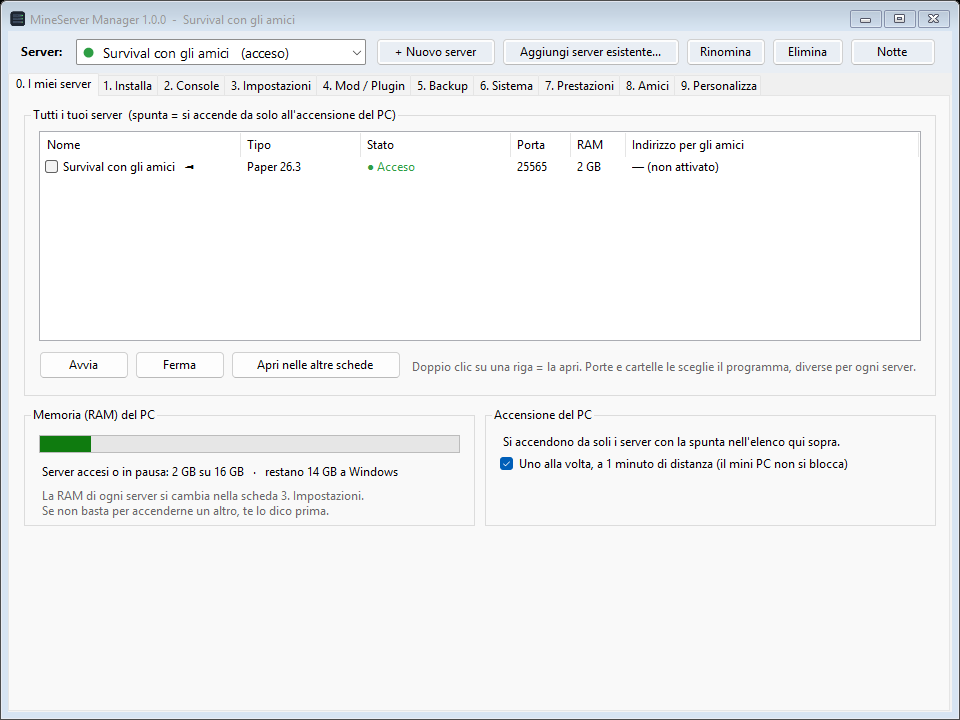 MineServer Manager 1.0.0 - Survival con gli amici
Server: Survival con gli amici (acceso) + Nuovo server Aggiungi server esistente... Rinomina Elimina Notte
0. I miei server 1. Installa 2. Console 3. Impostazioni 4. Mod / Plugin 5. Backup 6. Sistema 7. Prestazioni 8. Amici 9. Personalizza
Tutti i tuoi server (spunta = si accende da solo all'accensione del PC)
Nome Tipo Stato Porta RAM Indirizzo per gli amici
Survival con gli amici ◄ Paper 26.3 ● Acceso 25565 2 GB — (non attivato)
Avvia Ferma Apri nelle altre schede Doppio clic su una riga = la apri. Porte e cartelle le sceglie il programma, diverse per ogni server.
Memoria (RAM) del PC
Server accesi o in pausa: 2 GB su 16 GB · restano 14 GB a Windows
La RAM di ogni server si cambia nella scheda 3. Impostazioni.
Se non basta per accenderne un altro, te lo dico prima.
Accensione del PC
Si accendono da soli i server con la spunta nell'elenco qui sopra.
Uno alla volta, a 1 minuto di distanza (il mini PC non si blocca)